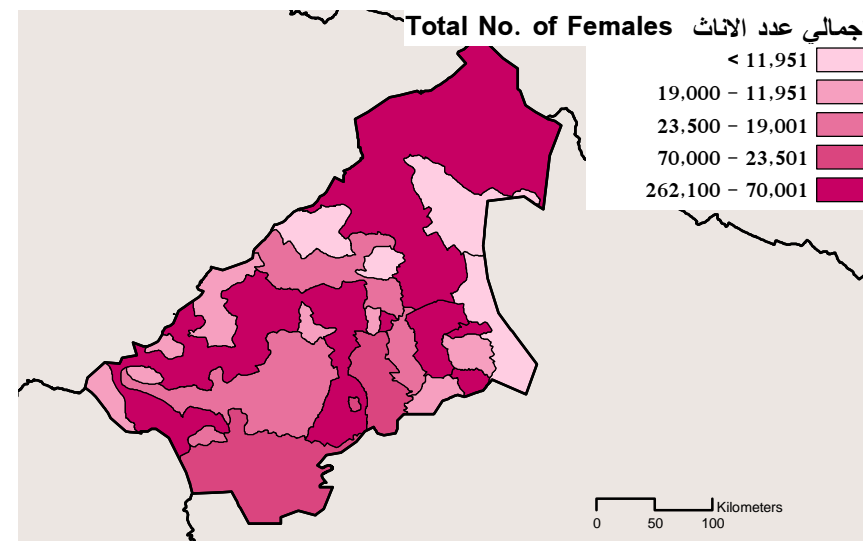 Total No. of Females جمالي عدد الاناث
< 11,951
19,000 - 11,951
23,500 - 19,001
70,000 - 23,501
262,100 - 70,001
Kilometers
0 50 100